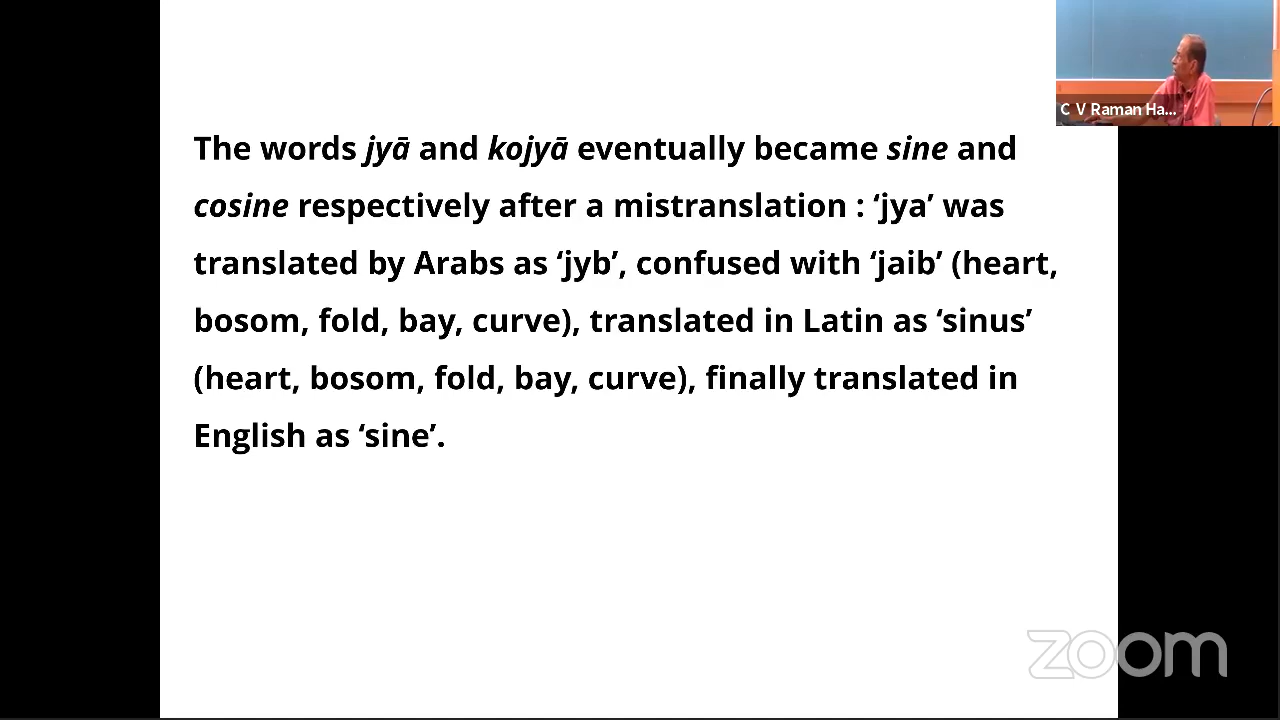 C V Raman Ha...
The words jyā and kojyā eventually became sine and
cosine respectively after a mistranslation : ‘jya’ was
translated by Arabs as ‘jyb’, confused with ‘jaib’ (heart,
bosom, fold, bay, curve), translated in Latin as ‘sinus’
(heart, bosom, fold, bay, curve), finally translated in
English as ‘sine’.
zoom